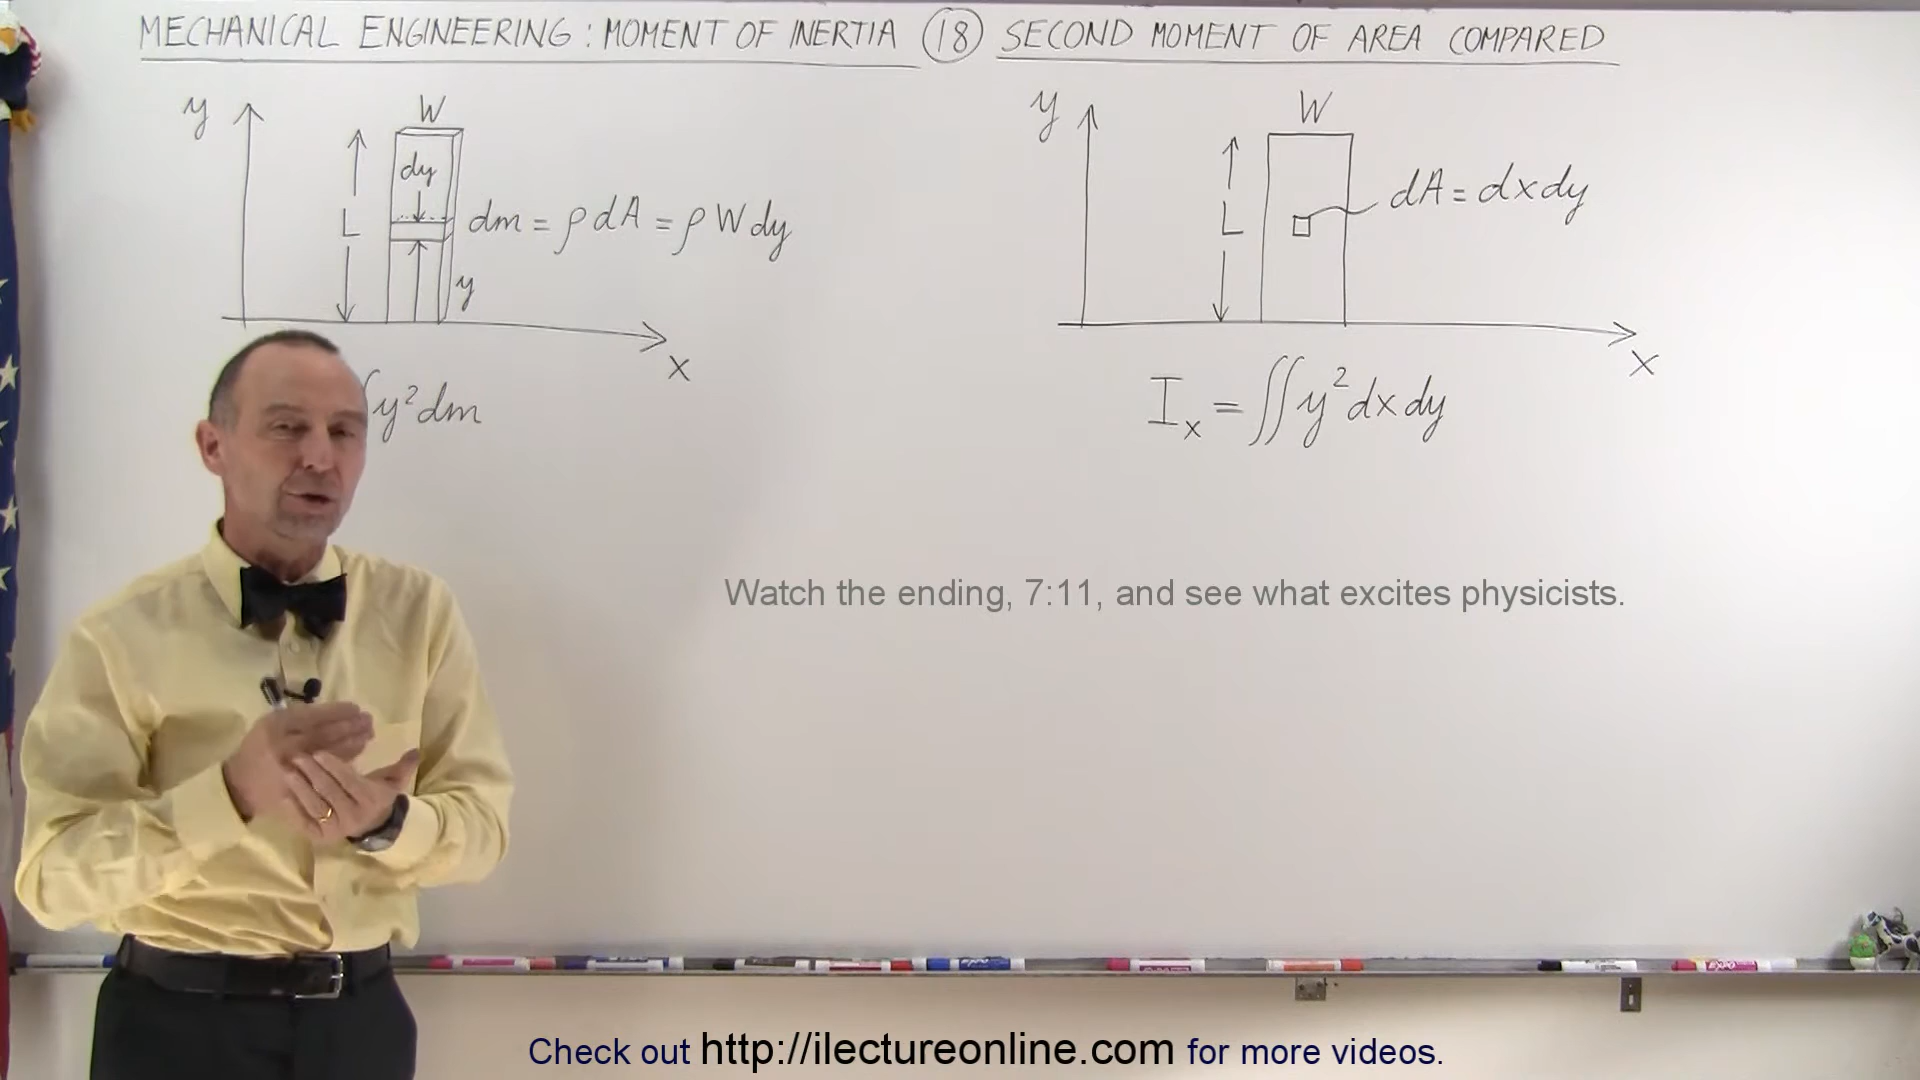 MECHANICAL ENGINEERING : MOMENT OF INERTIA (18) SECOND MOMENT OF AREA COMPARED
y
W
dy
L
dm = ρ dA = ρ W dy
y
x
∫y² dm
y
W
L
dA = dx dy
x
Iₓ = ∬ y² dx dy
Watch the ending, 7:11, and see what excites physicists.
Check out http://ilectureonline.com for more videos.